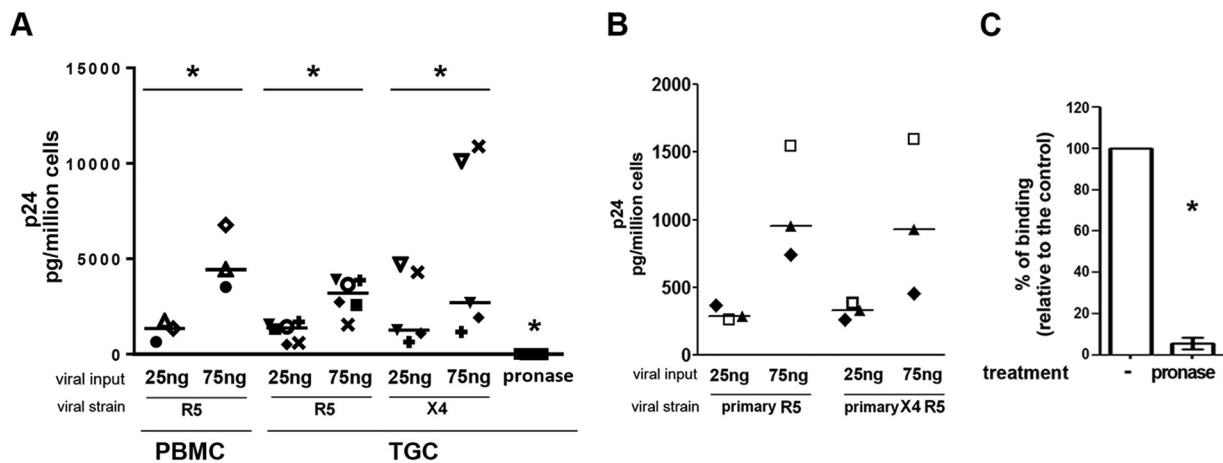 A
p24
pg/million cells
15000
10000
5000
0
*
*
*
*
viral input
25ng
75ng
25ng
75ng
25ng
75ng
pronase
viral strain
R5
R5
X4
PBMC
TGC
B
p24
pg/million cells
2000
1500
1000
500
0
viral input
25ng
75ng
25ng
75ng
viral strain
primary R5
primary X4 R5
C
% of binding
(relative to the control)
120
100
80
60
40
20
0
*
treatment
-
pronase